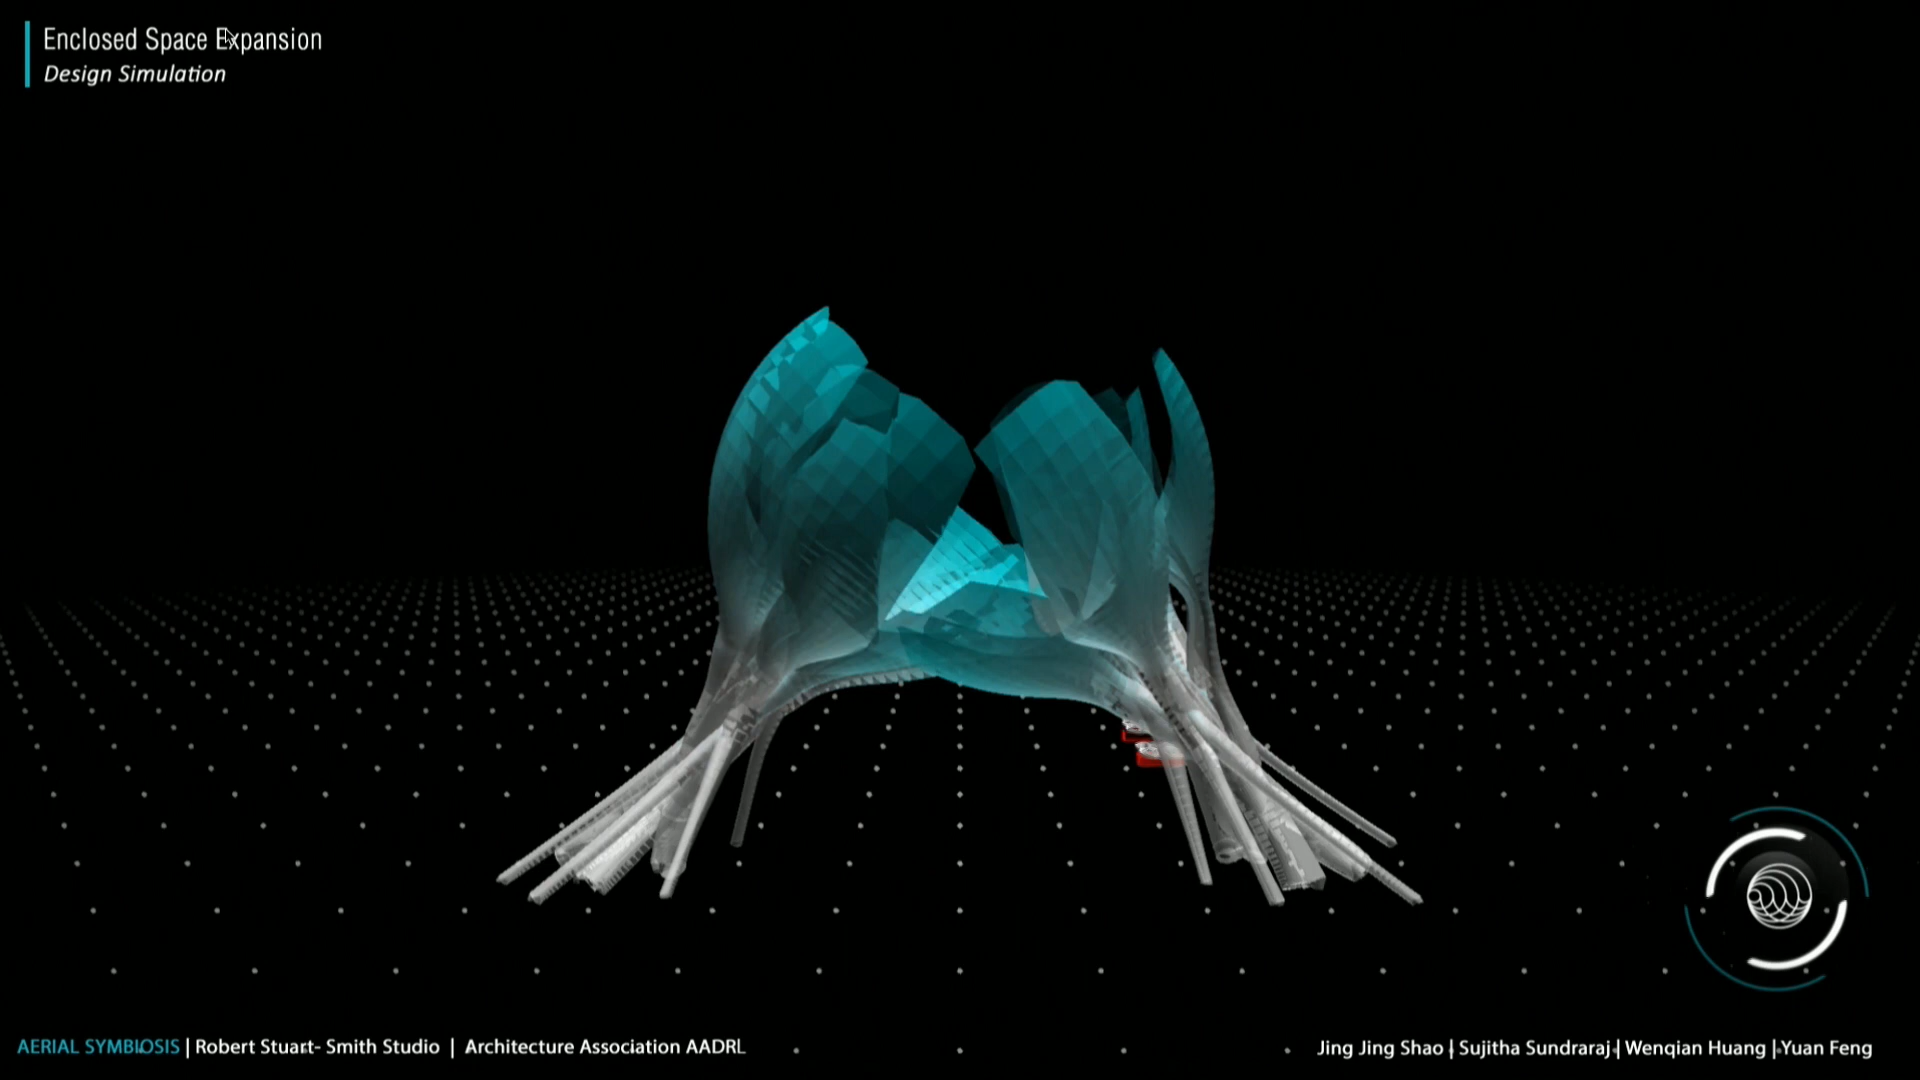 Enclosed Space Expansion
Design Simulation
AERIAL SYMBIOSIS | Robert Stuart- Smith Studio | Architecture Association AADRL
Jing Jing Shao | Sujitha Sundraraj | Wenqian Huang | Yuan Feng